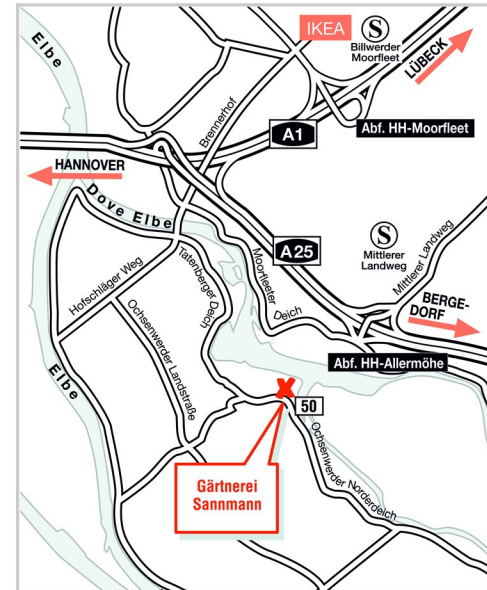 Elbe
IKEA
S
Billwerder
Moorfleet
LÜBECK
Brennerhof
A1
Abf. HH-Moorfleet
HANNOVER
Dove Elbe
A25
S
Mittlerer
Landweg
Mittlerer Landweg
Hofschläger Weg
Tatenberger
Deich
Moorfleeter
Deich
BERGE-
DORF
Ochsenwerder Landstraße
Elbe
Abf. HH-Allermöhe
50
Gärtnerei
Sannmann
Ochsenwerder Norderdeich